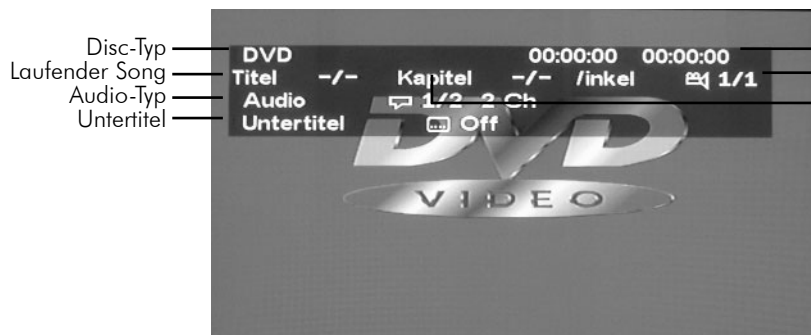 Disc-Typ
Laufender Song
Audio-Typ
Untertitel
DVD 00:00:00 00:00:00
Titel -/- Kapitel -/- /inkel 1/1
Audio 1/2 2 Ch
Untertitel Off
DVD
VIDEO